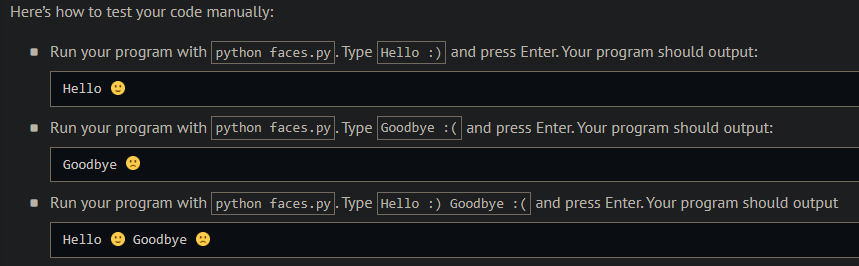 Here's how to test your code manually:
Run your program with python faces.py. Type Hello :) and press Enter. Your program should output:
Hello 🙂
Run your program with python faces.py. Type Goodbye :( and press Enter. Your program should output:
Goodbye 🙁
Run your program with python faces.py. Type Hello :) Goodbye :( and press Enter. Your program should output
Hello 🙂 Goodbye 🙁